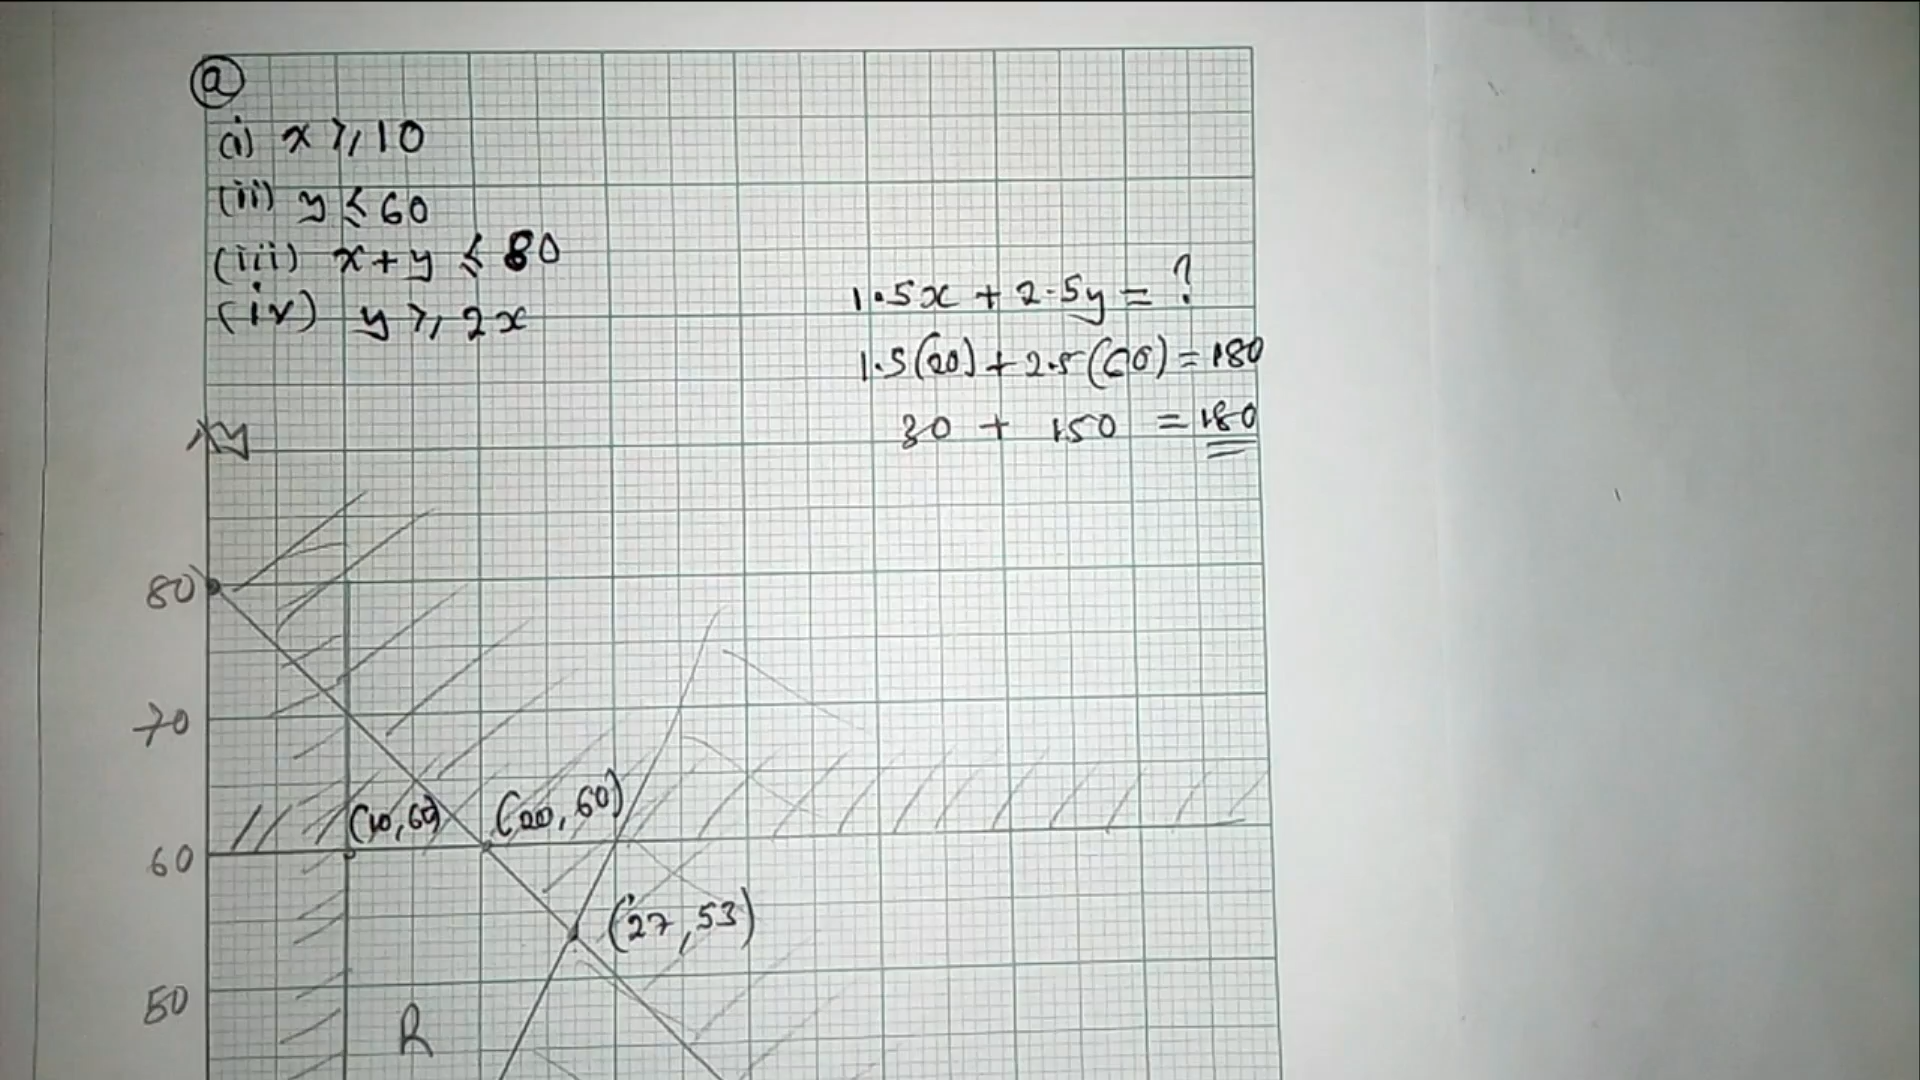 (a)
(i) x ⩾ 10
(ii) y ⩽ 60
(iii) x + y ⩽ 80
(iv) y ⩾ 2x
1.5x + 2.5y = ?
1.5(20) + 2.5(60) = 180
30 + 150 = 180
y
80
70
(10,60) (20,60)
60
(27,53)
50
R